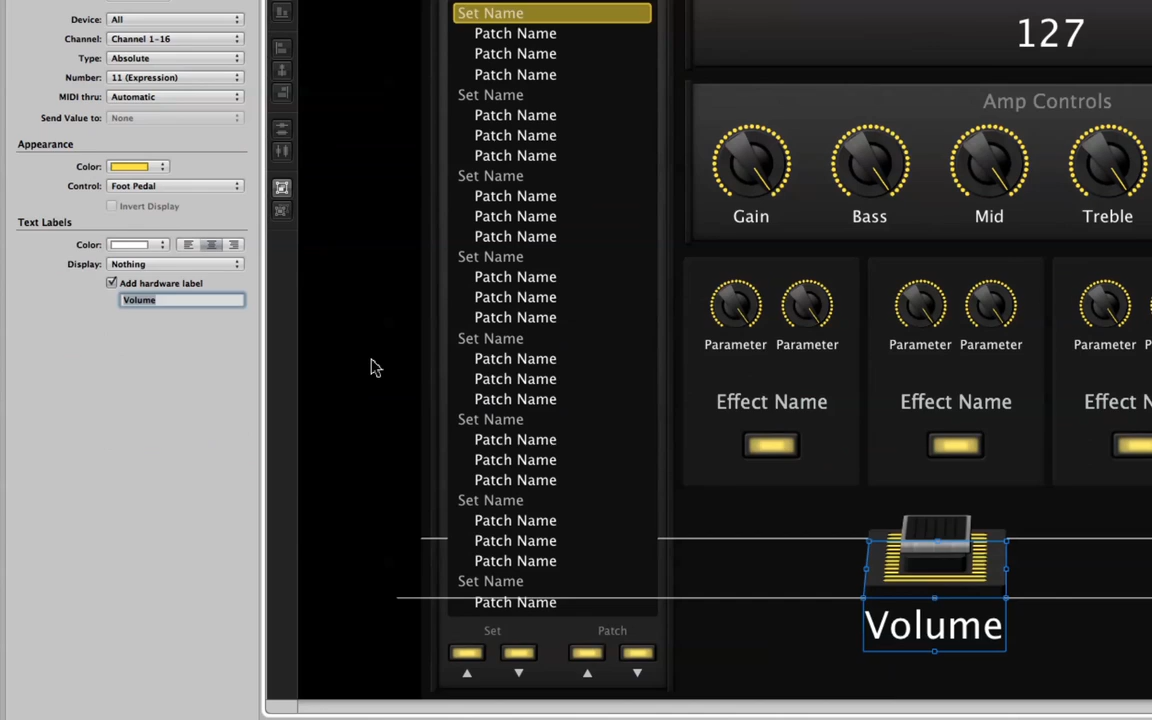 Device: All
Channel: Channel 1-16
Type: Absolute
Number: 11 (Expression)
MIDI thru: Automatic
Send Value to: None
Appearance
Color:
Control: Foot Pedal
Invert Display
Text Labels
Color:
Display: Nothing
Add hardware label
Volume
Set Name
Patch Name
Patch Name
Patch Name
Set Name
Patch Name
Patch Name
Patch Name
Set Name
Patch Name
Patch Name
Patch Name
Set Name
Patch Name
Patch Name
Patch Name
Set Name
Patch Name
Patch Name
Patch Name
Set Name
Patch Name
Patch Name
Patch Name
Set Name
Patch Name
Patch Name
Patch Name
Set Name
Patch Name
Set Patch
127
Amp Controls
Gain Bass Mid Treble
Parameter Parameter Parameter Parameter Parameter
Effect Name Effect Name Effect N
Volume